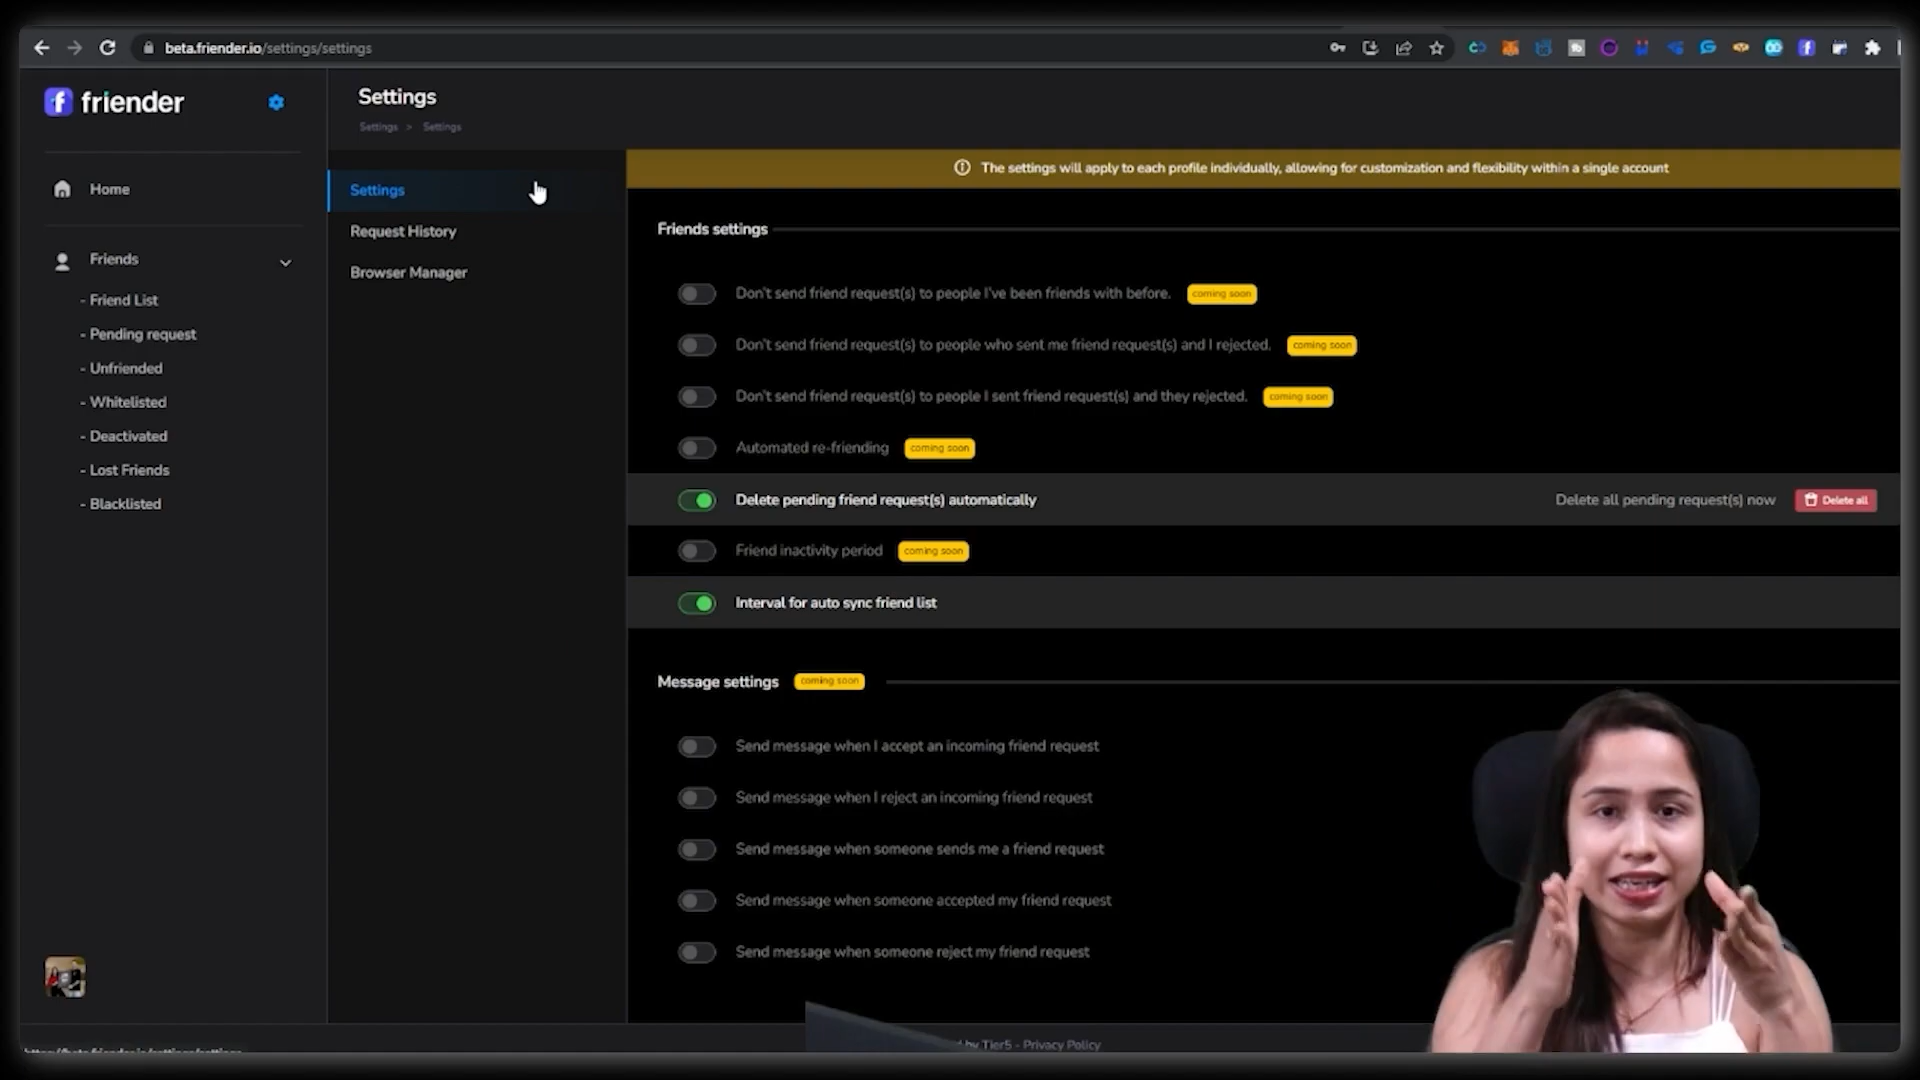 beta.friender.io/settings/settings
friender
Settings
Settings > Settings
Home
Friends
- Friend List
- Pending request
- Unfriended
- Whitelisted
- Deactivated
- Lost Friends
- Blacklisted
Settings
Request History
Browser Manager
The settings will apply to each profile individually, allowing for customization and flexibility within a single account
Friends settings
Don't send friend request(s) to people I've been friends with before. coming soon
Don't send friend request(s) to people who sent me friend request(s) and I rejected. coming soon
Don't send friend request(s) to people I sent friend request(s) and they rejected. coming soon
Automated re-friending coming soon
Delete pending friend request(s) automatically Delete all pending request(s) now Delete all
Friend inactivity period coming soon
Interval for auto sync friend list
Message settings coming soon
Send message when I accept an incoming friend request
Send message when I reject an incoming friend request
Send message when someone sends me a friend request
Send message when someone accepted my friend request
Send message when someone reject my friend request
by Tier5 - Privacy Policy